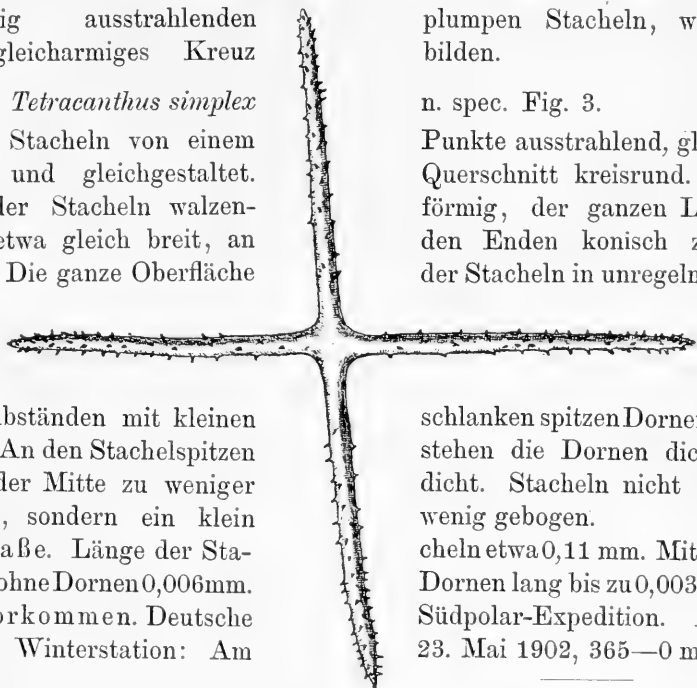 ig ausstrahlenden plumpen Stacheln, w
gleicharmiges Kreuz bilden.
Tetracanthus simplex n. spec. Fig. 3.
Stacheln von einem Punkte ausstrahlend, gl
und gleichgestaltet. Querschnitt kreisrund.
der Stacheln walzen- förmig, der ganzen L
etwa gleich breit, an den Enden konisch z
Die ganze Oberfläche der Stacheln in unregeln
bständen mit kleinen schlanken spitzen Dornen
An den Stachelspitzen stehen die Dornen dic
der Mitte zu weniger dicht. Stacheln nicht
, sondern ein klein wenig gebogen.
aße. Länge der Sta- cheln etwa 0,11 mm. Mit
ohne Dornen 0,006mm. Dornen lang bis zu 0,003
orkommen. Deutsche Südpolar-Expedition.
Winterstation: Am 23. Mai 1902, 365—0 m